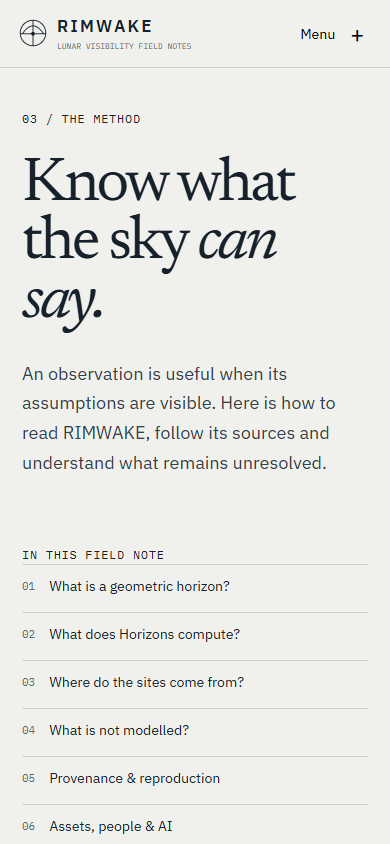 RIMWAKE
LUNAR VISIBILITY FIELD NOTES
Menu +
03 / THE METHOD
Know what
the sky can
say.
An observation is useful when its
assumptions are visible. Here is how to
read RIMWAKE, follow its sources and
understand what remains unresolved.
IN THIS FIELD NOTE
01 What is a geometric horizon?
02 What does Horizons compute?
03 Where do the sites come from?
04 What is not modelled?
05 Provenance & reproduction
06 Assets, people & AI